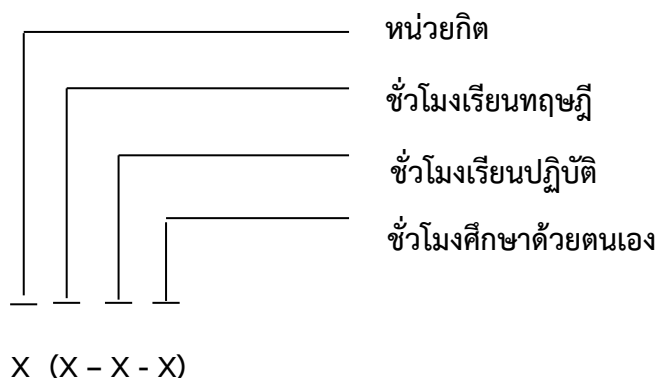 หน่วยกิต
ชั่วโมงเรียนทฤษฎี
ชั่วโมงเรียนปฏิบัติ
ชั่วโมงศึกษาด้วยตนเอง
X (X – X - X)